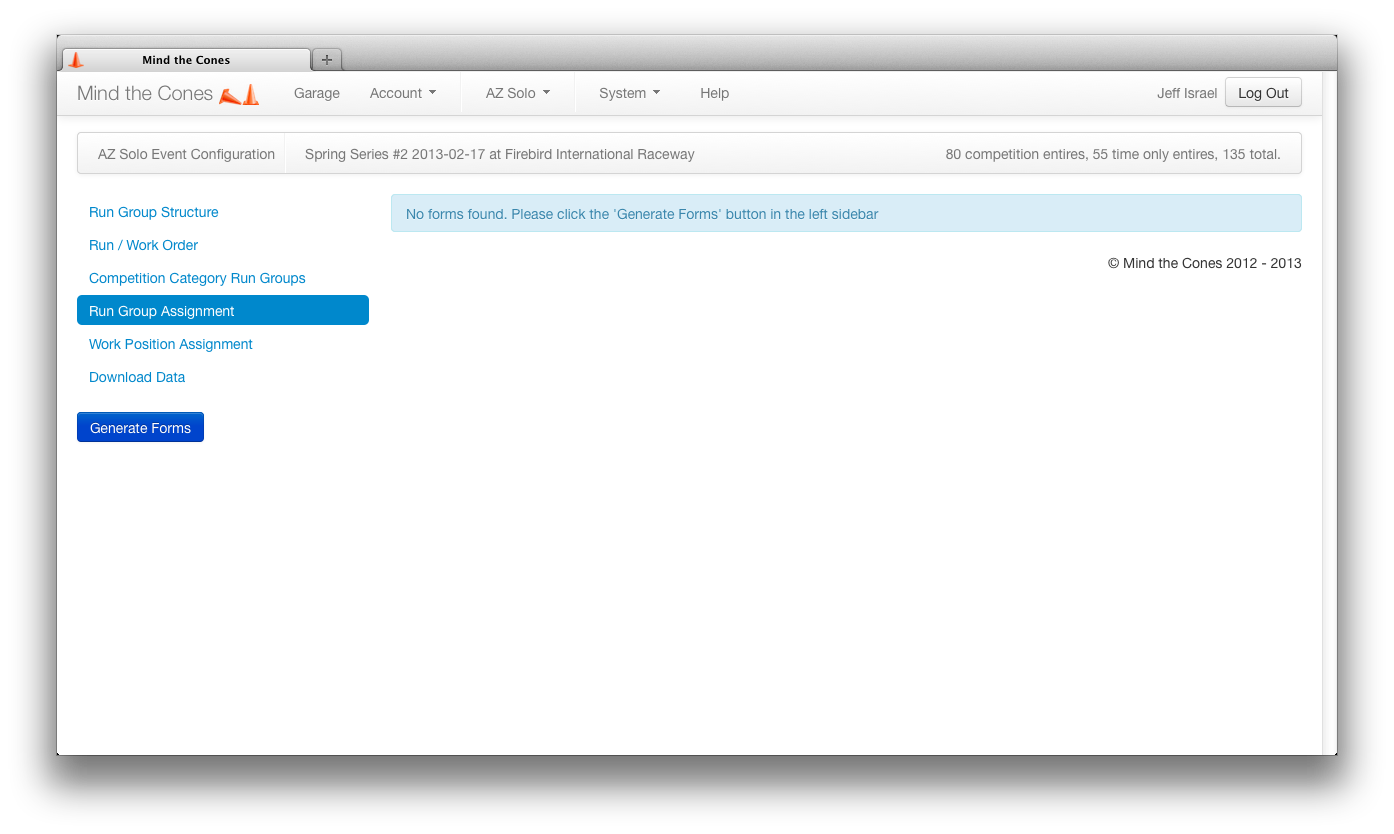 Mind the Cones
Mind the Cones Garage Account AZ Solo System Help Jeff Israel Log Out
AZ Solo Event Configuration Spring Series #2 2013-02-17 at Firebird International Raceway 80 competition entires, 55 time only entires, 135 total.
Run Group Structure
No forms found. Please click the 'Generate Forms' button in the left sidebar
Run / Work Order
© Mind the Cones 2012 - 2013
Competition Category Run Groups
Run Group Assignment
Work Position Assignment
Download Data
Generate Forms